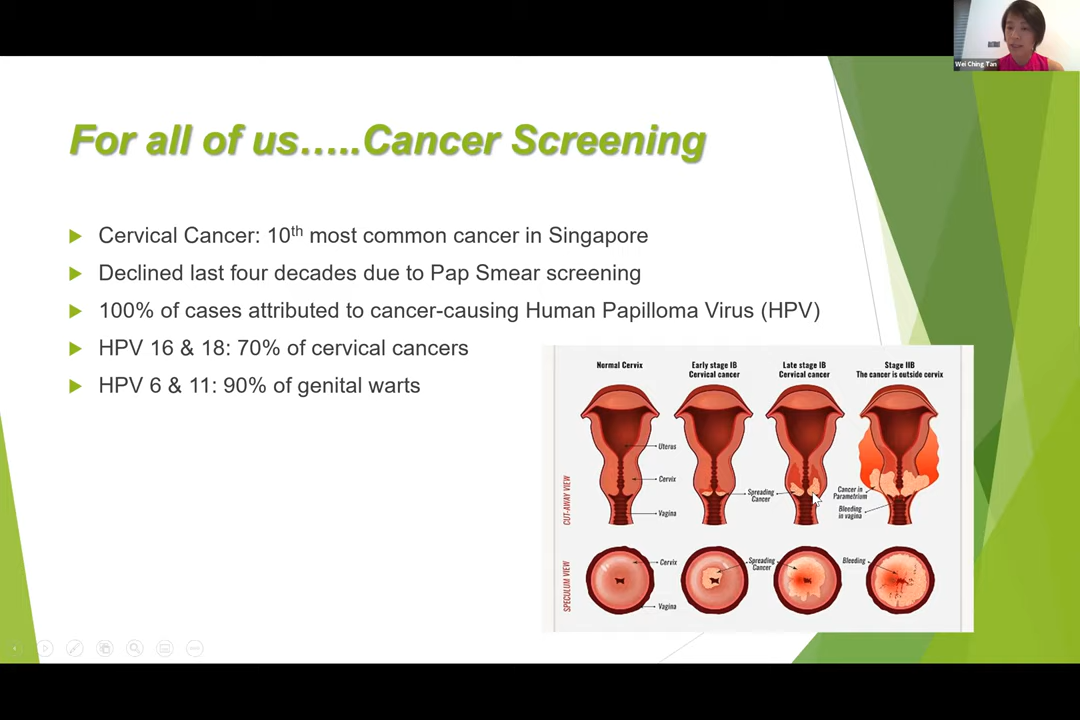 Wei Ching Tan
For all of us…..Cancer Screening
Cervical Cancer: 10th most common cancer in Singapore
Declined last four decades due to Pap Smear screening
100% of cases attributed to cancer-causing Human Papilloma Virus (HPV)
HPV 16 & 18: 70% of cervical cancers
HPV 6 & 11: 90% of genital warts
Normal Cervix
Early stage IB
Cervical cancer
Late stage IB
Cervical cancer
Stage IIB
The cancer is outside cervix
CUT-AWAY VIEW
Uterus
Cervix
Vagina
Spreading
Cancer
Cancer in
Parametrium
Bleeding
in vagina
SPECULUM VIEW
Cervix
Vagina
Spreading
Cancer
Bleeding
4